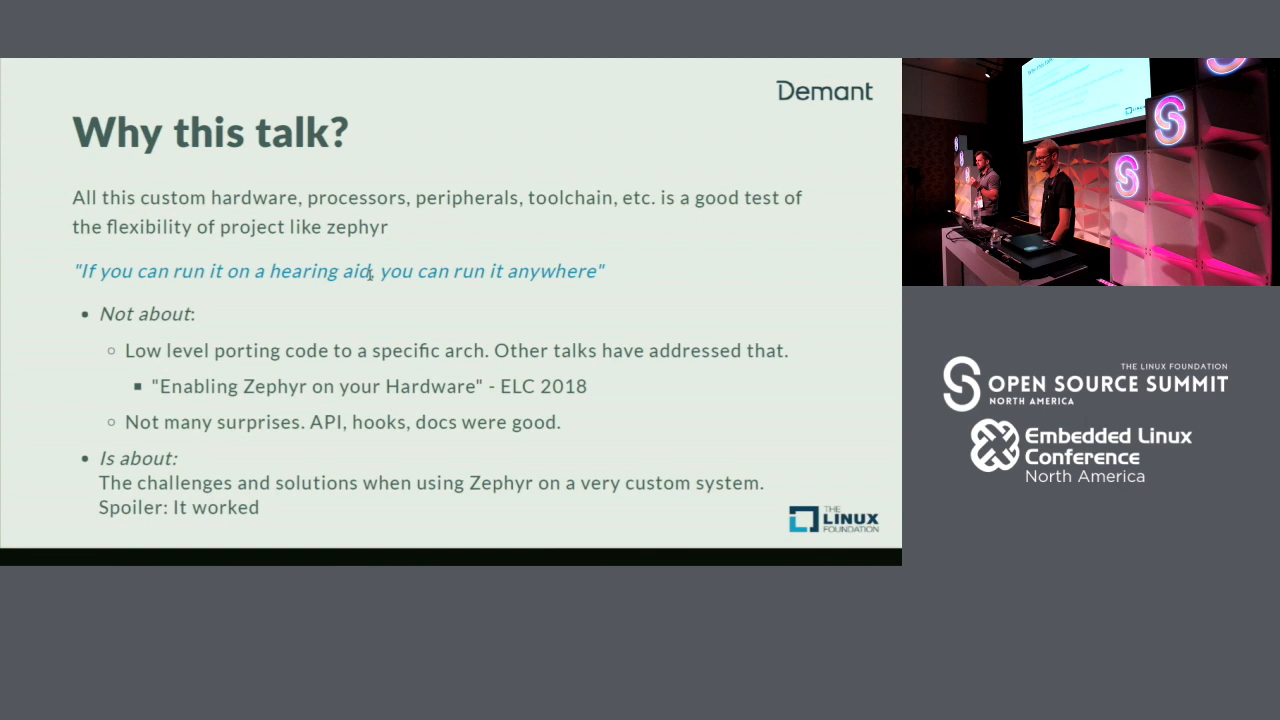 Demant
Why this talk?
All this custom hardware, processors, peripherals, toolchain, etc. is a good test of
the flexibility of project like zephyr
"If you can run it on a hearing aid, you can run it anywhere"
• Not about:
○ Low level porting code to a specific arch. Other talks have addressed that.
▪ "Enabling Zephyr on your Hardware" - ELC 2018
○ Not many surprises. API, hooks, docs were good.
• Is about:
The challenges and solutions when using Zephyr on a very custom system.
Spoiler: It worked
THE
LINUX
FOUNDATION
THE LINUX FOUNDATION
OPEN SOURCE SUMMIT
NORTH AMERICA
Embedded Linux
Conference
North America